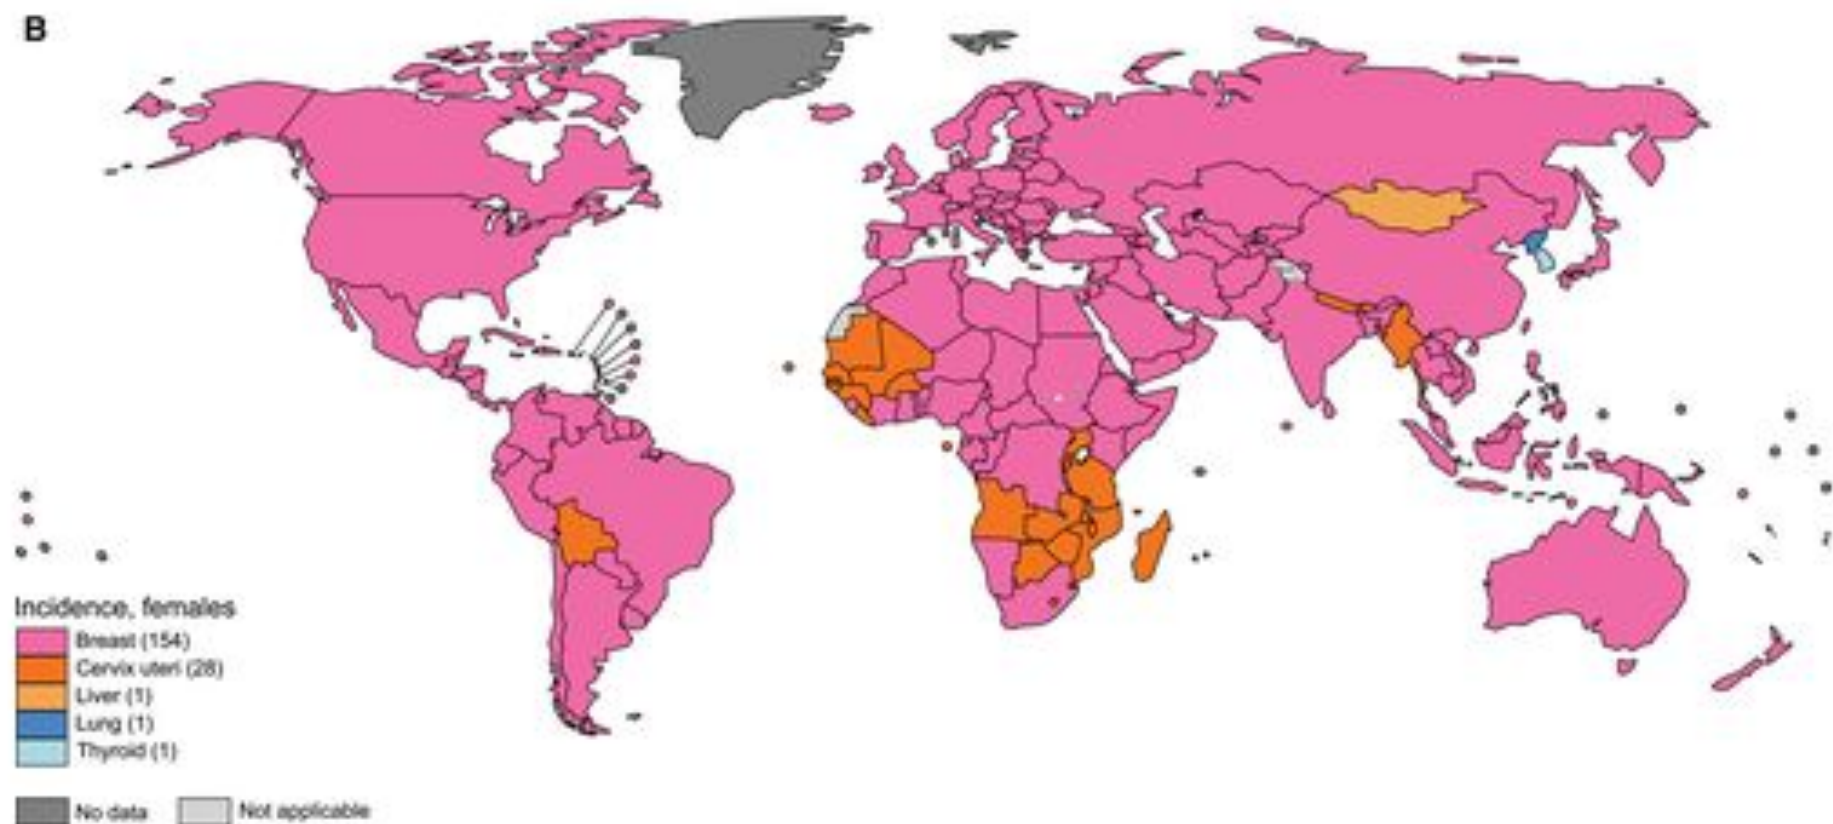 B
Incidence, females
Breast (154)
Cervix uteri (28)
Liver (1)
Lung (1)
Thyroid (1)
No data Not applicable